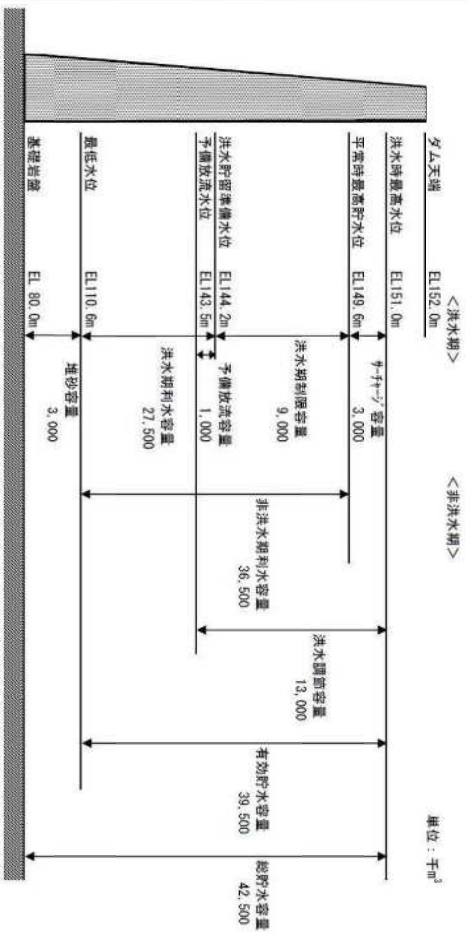 <洪水期>
<非洪水期>
単位：千m³
ダム天端 EL152.0m
洪水時最高水位 EL151.0m
サーチャージ容量
3,000
平常時最高貯水位 EL149.6m
洪水期制限容量
9,000
洪水貯留準備水位 EL144.2m
予備放流水位 EL143.5m
予備放流容量
1,000
洪水期利水容量
27,500
最低水位 EL110.6m
堆砂容量
3,000
基礎岩盤 EL 80.0m
非洪水期利水容量
36,500
洪水調節容量
13,000
有効貯水容量
39,500
総貯水容量
42,500